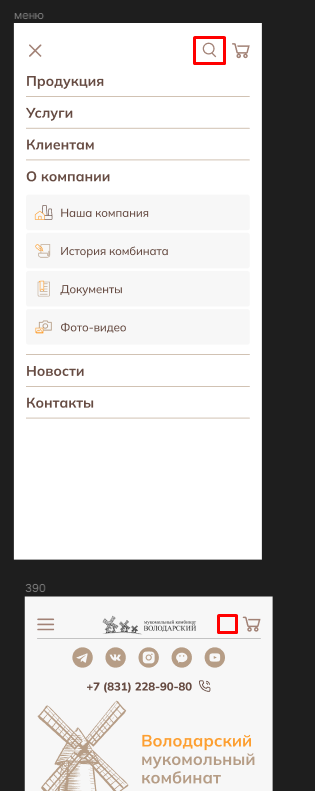 меню
Продукция
Услуги
Клиентам
О компании
Наша компания
История комбината
Документы
Фото-видео
Новости
Контакты
390
мукомольный комбинат
ВОЛОДАРСКИЙ
+7 (831) 228-90-80
Володарский
мукомольный
комбинат